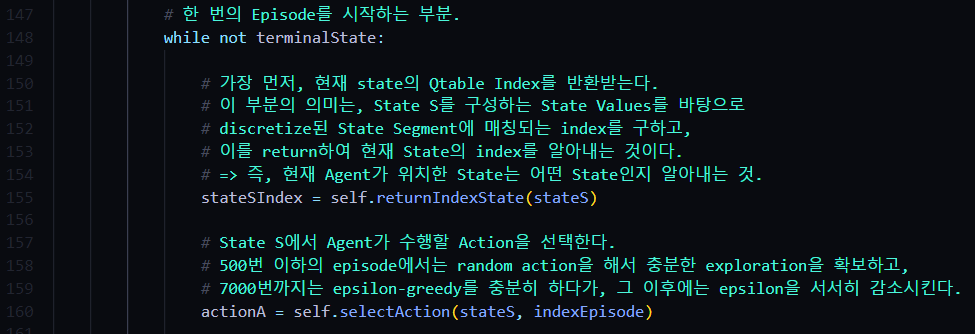 147 # 한 번의 Episode를 시작하는 부분.
148 while not terminalState:
149
150 # 가장 먼저, 현재 state의 Qtable Index를 반환받는다.
151 # 이 부분의 의미는, State S를 구성하는 State Values를 바탕으로
152 # discretize된 State Segment에 매칭되는 index를 구하고,
153 # 이를 return하여 현재 State의 index를 알아내는 것이다.
154 # => 즉, 현재 Agent가 위치한 State는 어떤 State인지 알아내는 것.
155 stateSIndex = self.returnIndexState(stateS)
156
157 # State S에서 Agent가 수행할 Action을 선택한다.
158 # 500번 이하의 episode에서는 random action을 해서 충분한 exploration을 확보하고,
159 # 7000번까지는 epsilon-greedy를 충분히 하다가, 그 이후에는 epsilon을 서서히 감소시킨다.
160 actionA = self.selectAction(stateS, indexEpisode)
161